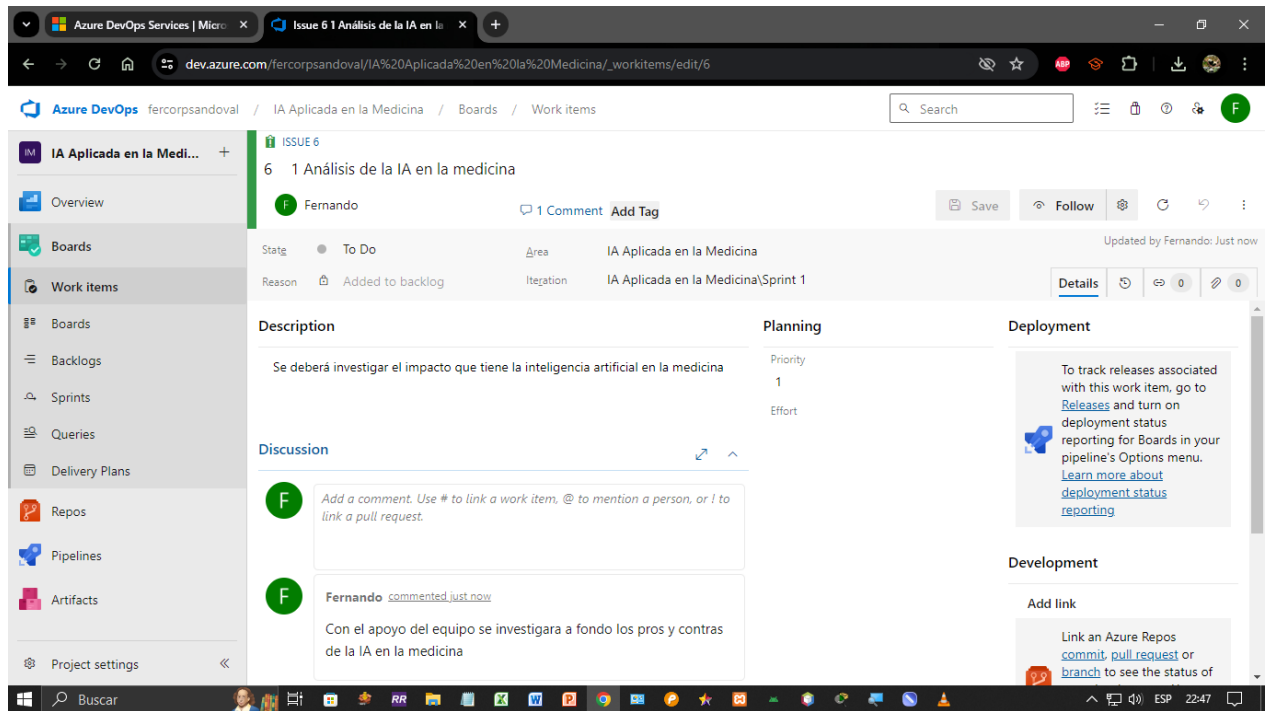 Azure DevOps Services | Micro
Issue 6 1 Análisis de la IA en la
dev.azure.com/fercorpsandoval/IA%20Aplicada%20en%20la%20Medicina/_workitems/edit/6
ABP
Azure DevOps fercorpsandoval / IA Aplicada en la Medicina / Boards / Work items
Search
F
IM IA Aplicada en la Medi... +
Overview
Boards
Work items
Boards
Backlogs
Sprints
Queries
Delivery Plans
Repos
Pipelines
Artifacts
Project settings
ISSUE 6
6 1 Análisis de la IA en la medicina
F Fernando
1 Comment Add Tag
Save
Follow
State To Do
Area IA Aplicada en la Medicina
Updated by Fernando: Just now
Reason Added to backlog
Iteration IA Aplicada en la Medicina\Sprint 1
Details
0
0
Description
Se deberá investigar el impacto que tiene la inteligencia artificial en la medicina
Discussion
F
Add a comment. Use # to link a work item, @ to mention a person, or ! to
link a pull request.
F
Fernando commented just now
Con el apoyo del equipo se investigara a fondo los pros y contras
de la IA en la medicina
Planning
Priority
1
Effort
Deployment
To track releases associated
with this work item, go to
Releases and turn on
deployment status
reporting for Boards in your
pipeline's Options menu.
Learn more about
deployment status
reporting
Development
Add link
Link an Azure Repos
commit, pull request or
branch to see the status of
Buscar
RR
ESP 22:47